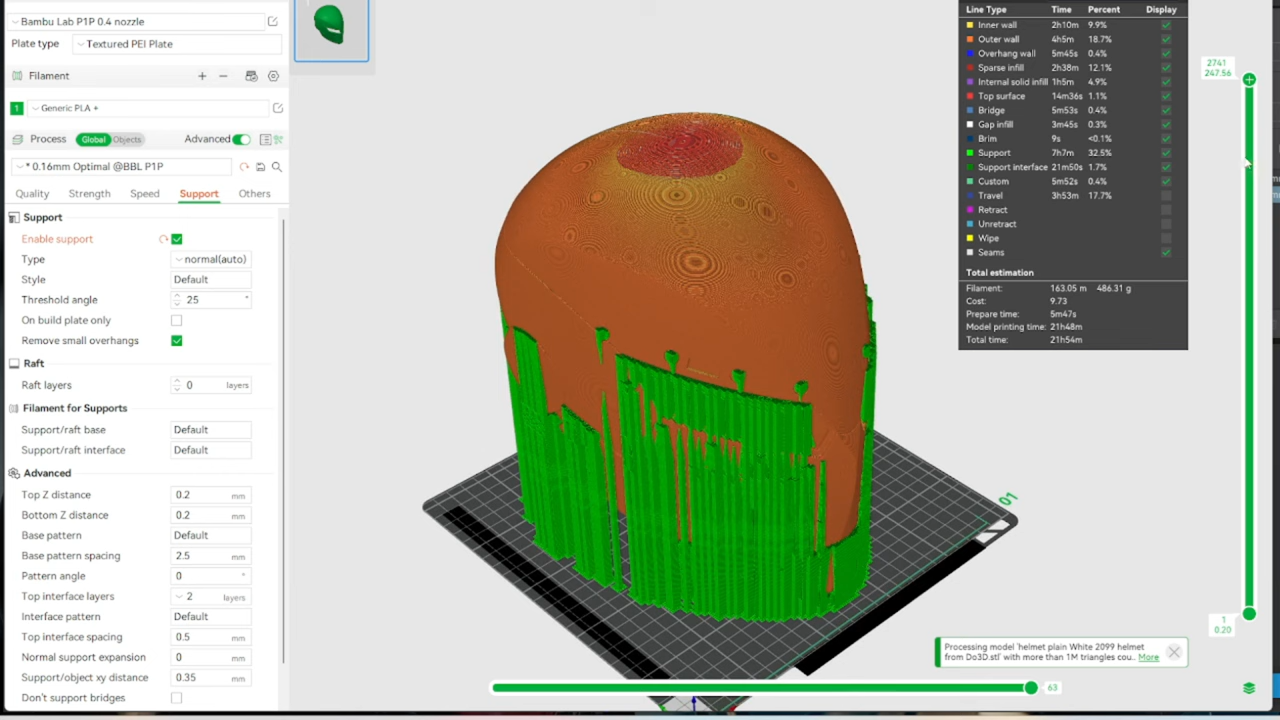 Bambu Lab P1P 0.4 nozzle
Plate type Textured PEI Plate
Filament
1 Generic PLA +
Process Global Objects Advanced
* 0.16mm Optimal @BBL P1P
Quality Strength Speed Support Others
Support
Enable support
Type normal(auto)
Style Default
Threshold angle 25 °
On build plate only
Remove small overhangs
Raft
Raft layers 0 layers
Filament for Supports
Support/raft base Default
Support/raft interface Default
Advanced
Top Z distance 0.2 mm
Bottom Z distance 0.2 mm
Base pattern Default
Base pattern spacing 2.5 mm
Pattern angle 0 °
Top interface layers 2 layers
Interface pattern Default
Top interface spacing 0.5 mm
Normal support expansion 0 mm
Support/object xy distance 0.35 mm
Don't support bridges
01
Line Type Time Percent Display
Inner wall 2h10m 9.9%
Outer wall 4h5m 18.7%
Overhang wall 5m45s 0.4%
Sparse infill 2h38m 12.1%
Internal solid infill 1h5m 4.9%
Top surface 14m36s 1.1%
Bridge 5m53s 0.4%
Gap infill 3m45s 0.3%
Brim 9s <0.1%
Support 7h7m 32.5%
Support interface 21m50s 1.7%
Custom 5m52s 0.4%
Travel 3h53m 17.7%
Retract
Unretract
Wipe
Seams
Total estimation
Filament: 163.05 m 486.31 g
Cost: 9.73
Prepare time: 5m47s
Model printing time: 21h48m
Total time: 21h54m
2741
247.56
1
0.20
Processing model 'helmet plain White 2099 helmet
from Do3D.stl' with more than 1M triangles cou.. More
63